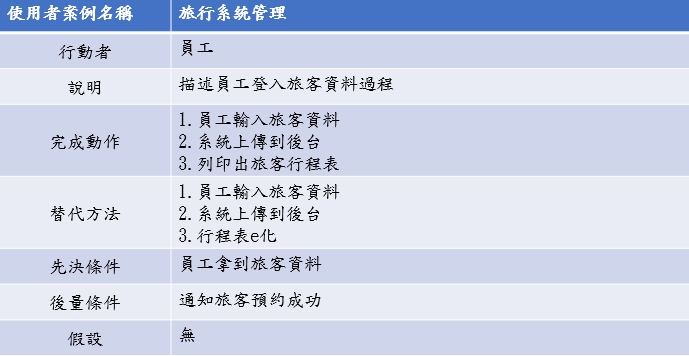 使用者案例名稱 旅行系統管理
行動者 員工
說明 描述員工登入旅客資料過程
完成動作
1.員工輸入旅客資料
2.系統上傳到後台
3.列印出旅客行程表
替代方法
1.員工輸入旅客資料
2.系統上傳到後台
3.行程表e化
先決條件 員工拿到旅客資料
後量條件 通知旅客預約成功
假設 無